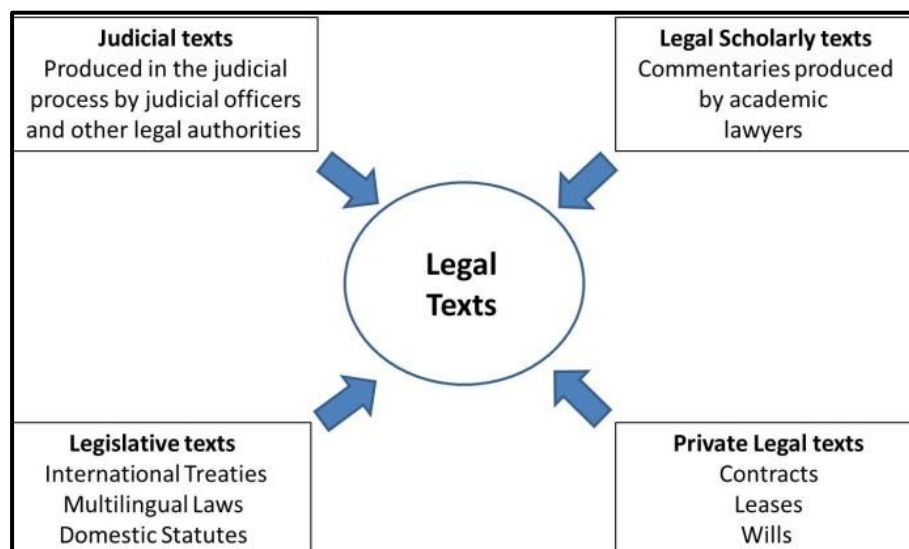 Judicial texts
Produced in the judicial
process by judicial officers
and other legal authorities
Legal Scholarly texts
Commentaries produced
by academic
lawyers
Legal
Texts
Legislative texts
International Treaties
Multilingual Laws
Domestic Statutes
Private Legal texts
Contracts
Leases
Wills